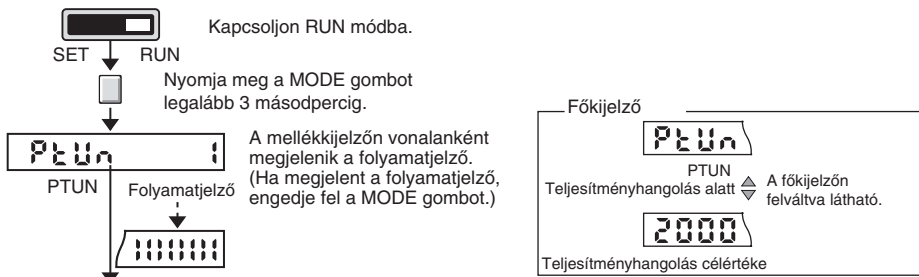 Kapcsoljon RUN módba.
SET RUN
Nyomja meg a MODE gombot
legalább 3 másodpercig.
PtUn 1
PTUN
A mellékkijelzőn vonalanként
megjelenik a folyamatjelző.
(Ha megjelent a folyamatjelző,
engedje fel a MODE gombot.)
Folyamatjelző
Főkijelző
PtUn
PTUN
Teljesítményhangolás alatt
A főkijelzőn
felváltva látható.
2000
Teljesítményhangolás célértéke